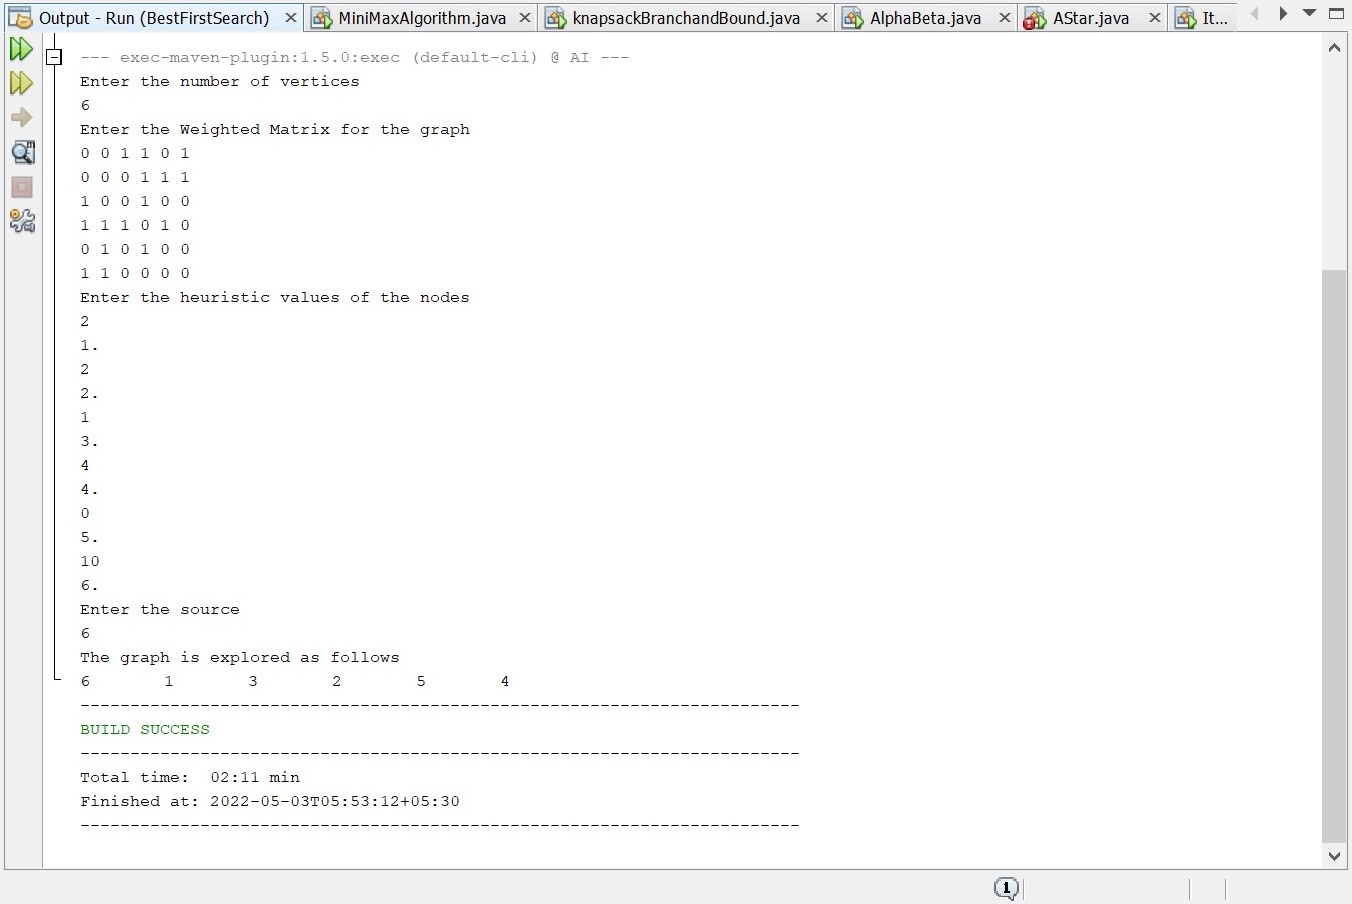 Output - Run (BestFirstSearch) MiniMaxAlgorithm.java knapsackBranchandBound.java AlphaBeta.java AStar.java It...
--- exec-maven-plugin:1.5.0:exec (default-cli) @ AI ---
Enter the number of vertices
6
Enter the Weighted Matrix for the graph
0 0 1 1 0 1
0 0 0 1 1 1
1 0 0 1 0 0
1 1 1 0 1 0
0 1 0 1 0 0
1 1 0 0 0 0
Enter the heuristic values of the nodes
2
1.
2
2.
1
3.
4
4.
0
5.
10
6.
Enter the source
6
The graph is explored as follows
6 1 3 2 5 4
------------------------------------------------------------------------
BUILD SUCCESS
------------------------------------------------------------------------
Total time:  02:11 min
Finished at: 2022-05-03T05:53:12+05:30
------------------------------------------------------------------------
1